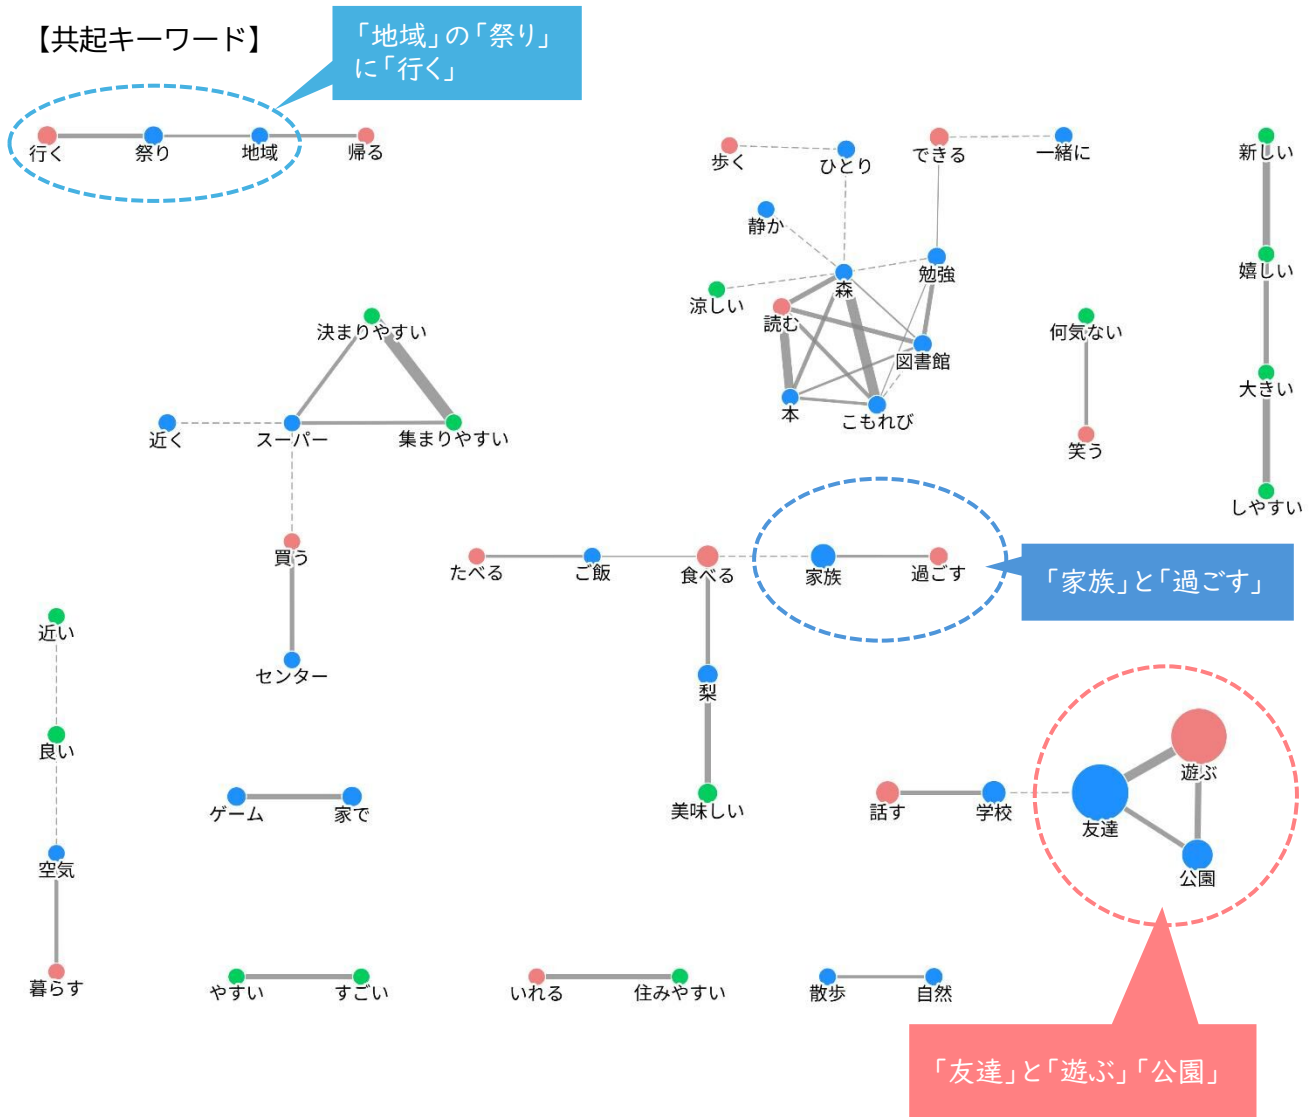 【共起キーワード】
「地域」の「祭り」
に「行く」
行く
祭り
地域
帰る
歩く
ひとり
できる
一緒に
新しい
静か
嬉しい
勉強
森
涼しい
読む
決まりやすい
何気ない
図書館
大きい
本
こもれび
近く
スーパー
集まりやすい
笑う
しやすい
買う
たべる
ご飯
食べる
家族
過ごす
「家族」と「過ごす」
近い
センター
梨
良い
遊ぶ
ゲーム
家で
美味しい
話す
学校
友達
空気
公園
暮らす
やすい
すごい
いれる
住みやすい
散歩
自然
「友達」と「遊ぶ」「公園」